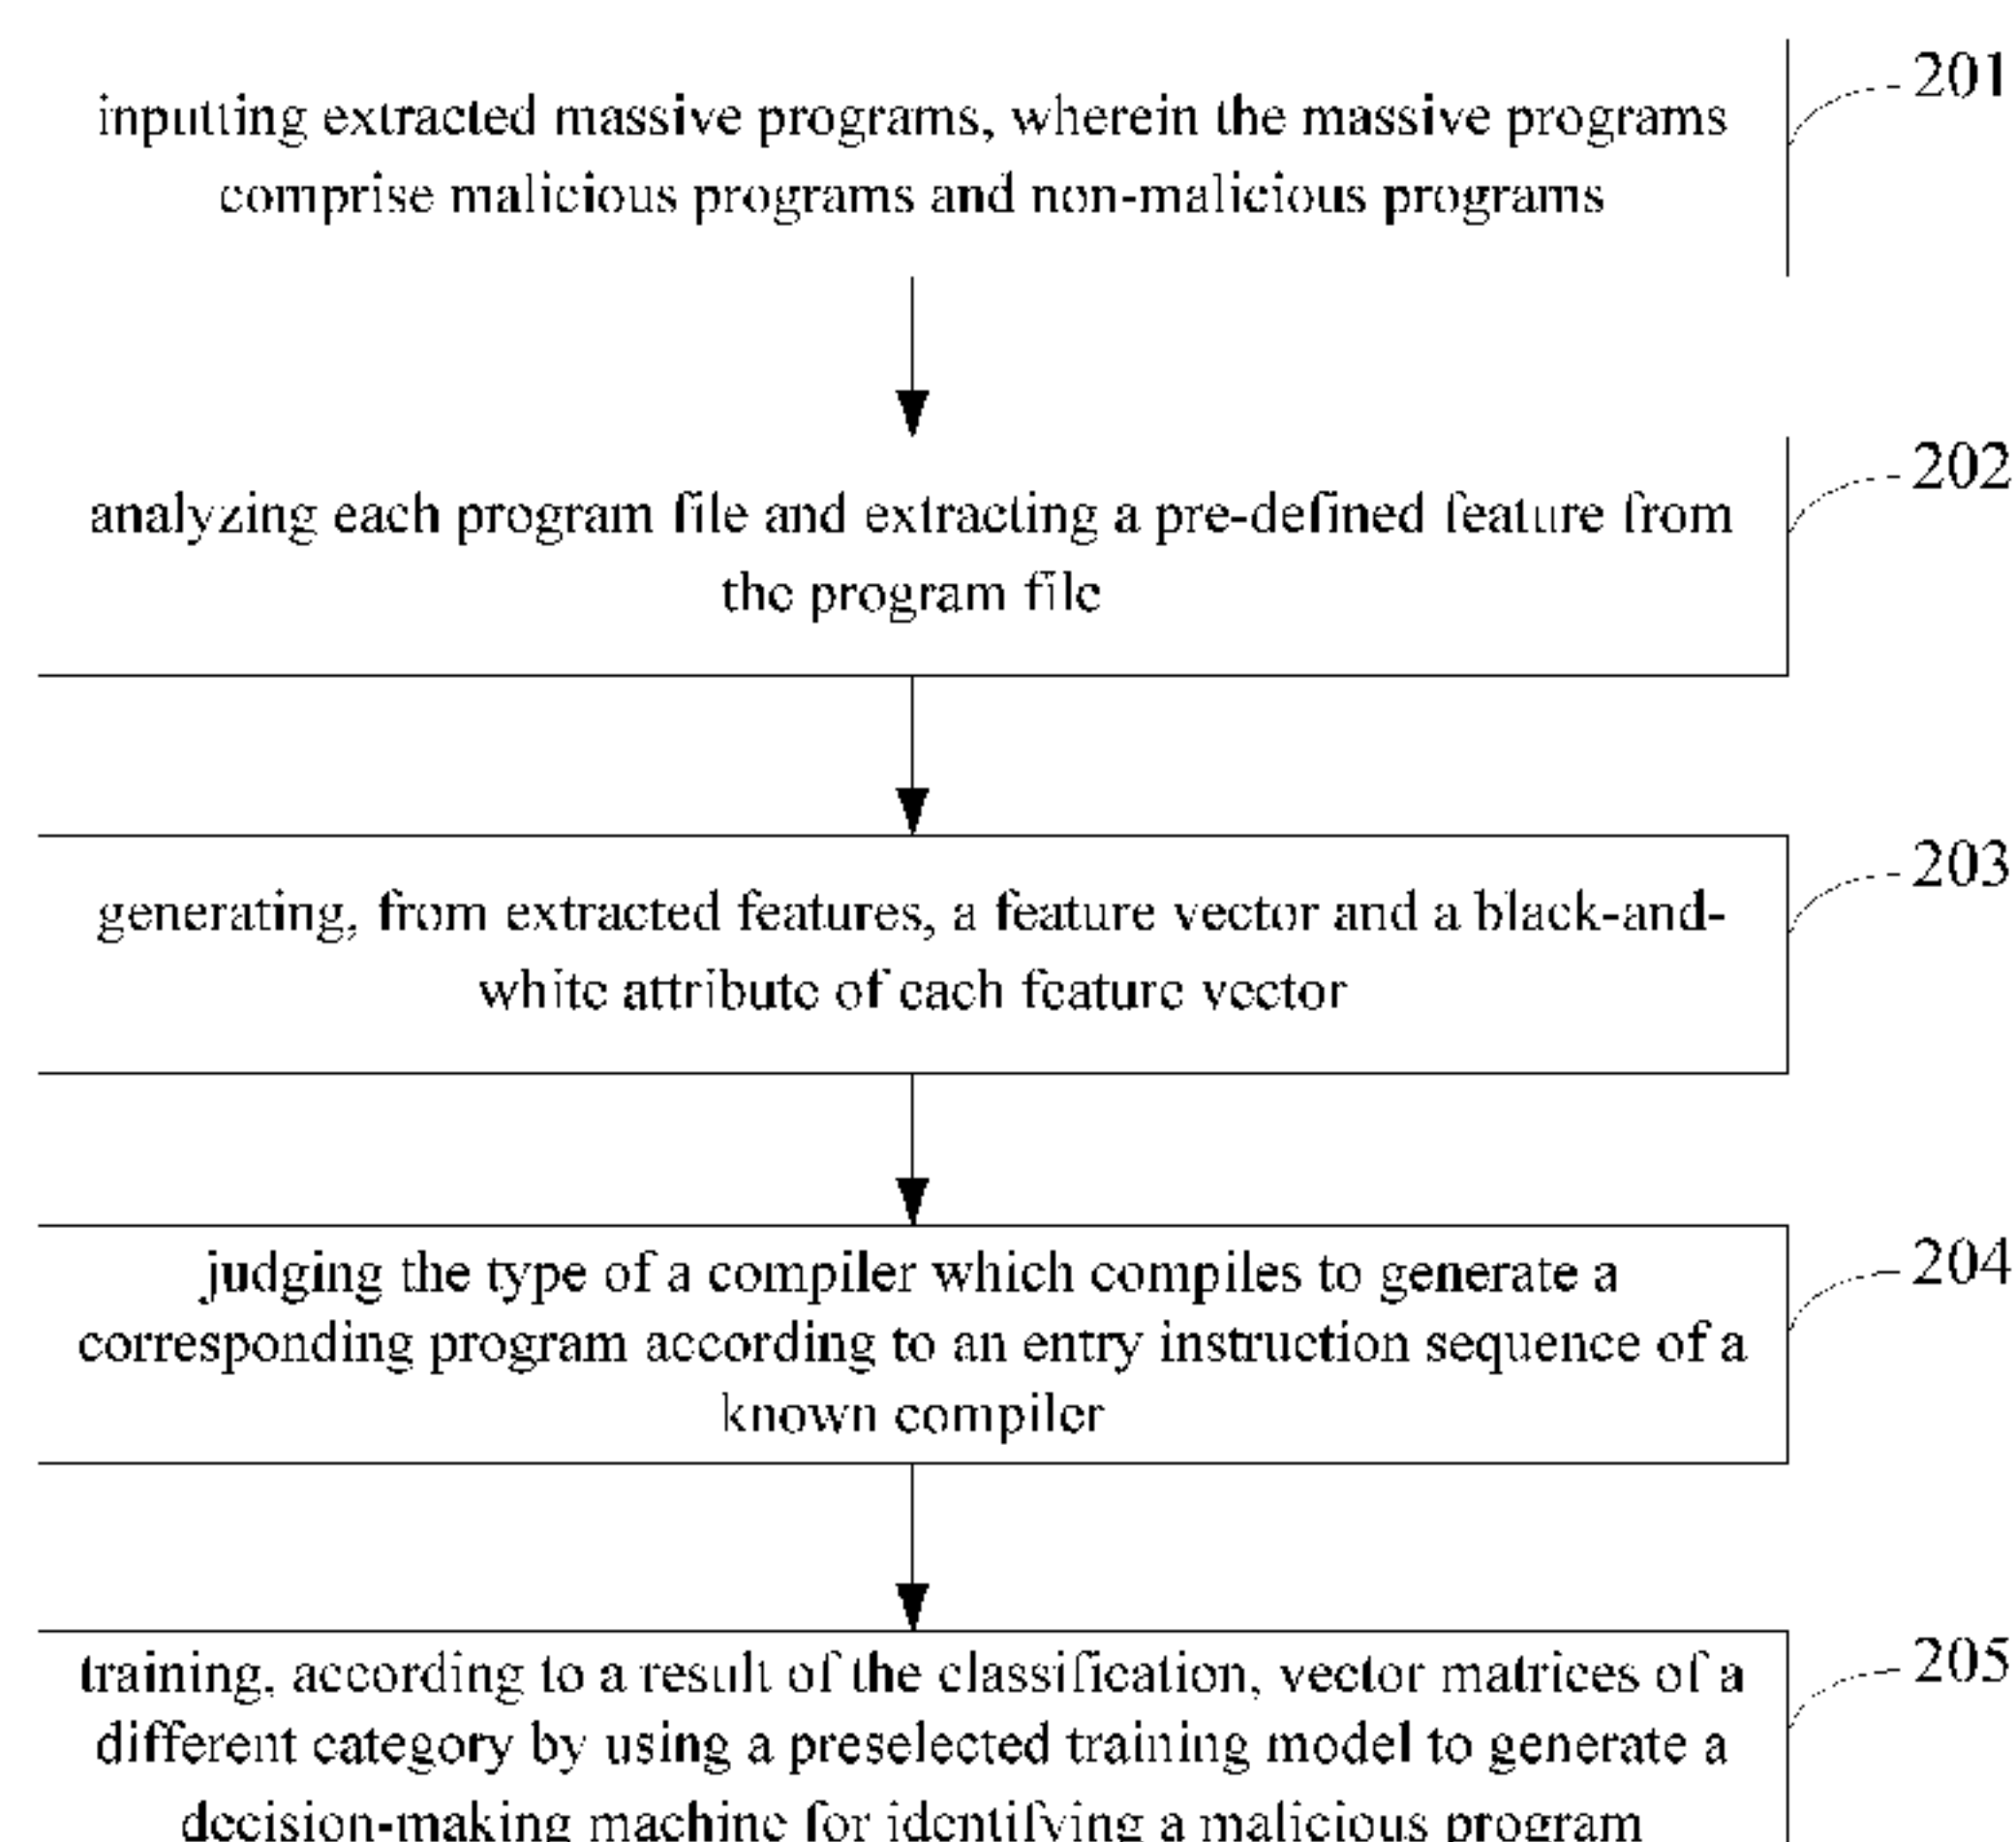 201
inputting extracted massive programs, wherein the massive programs
comprise malicious programs and non-malicious programs
202
analyzing each program file and extracting a pre-defined feature from
the program file
203
generating, from extracted features, a feature vector and a black-and-
white attribute of each feature vector
204
judging the type of a compiler which compiles to generate a
corresponding program according to an entry instruction sequence of a
known compiler
205
training, according to a result of the classification, vector matrices of a
different category by using a preselected training model to generate a
decision-making machine for identifying a malicious program